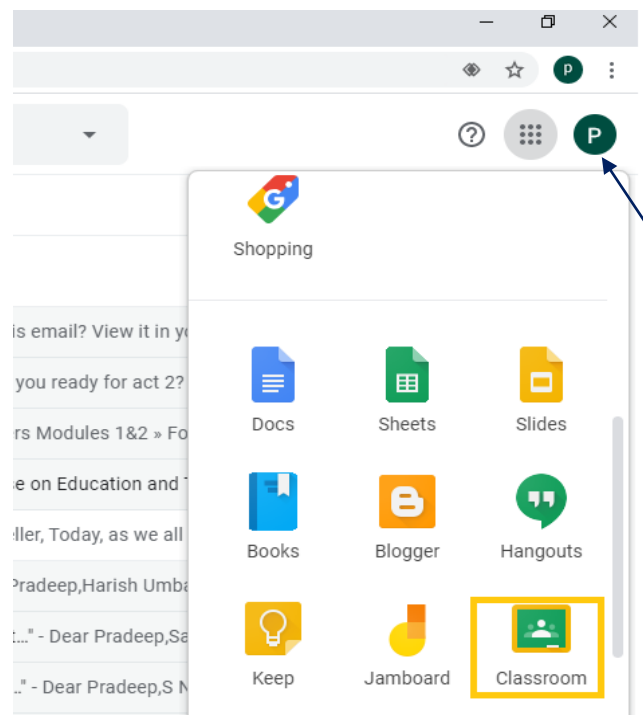 P
P
Shopping
is email? View it in yo
you ready for act 2?
rs Modules 1&2 » Fo
e on Education and T
ller, Today, as we all
Pradeep,Harish Umba
t..." - Dear Pradeep,Sa
..." - Dear Pradeep,S N
Docs Sheets Slides
Books Blogger Hangouts
Keep Jamboard Classroom